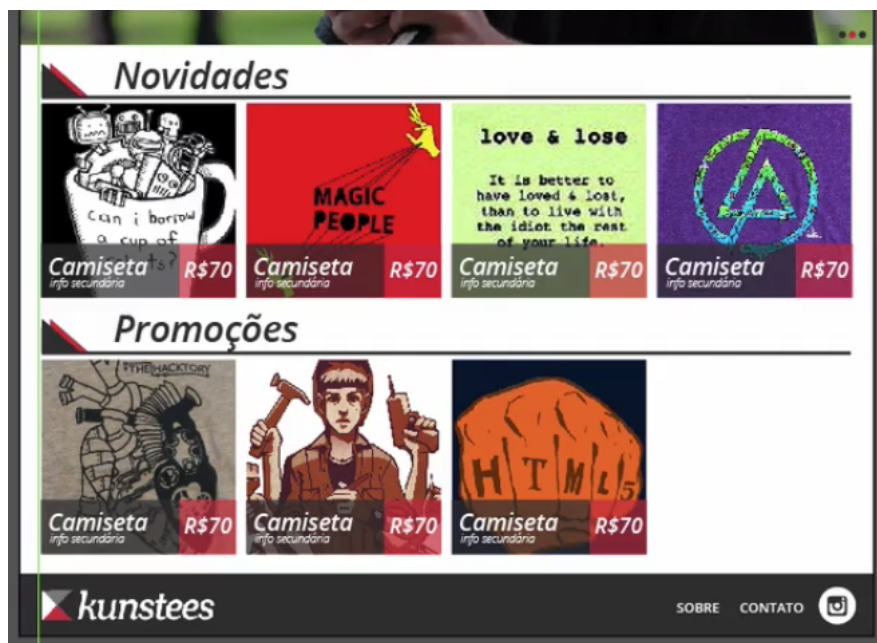 Novidades
can i borrow
a cup of
Camiseta
info secundária
R$70
MAGIC
PEOPLE
Camiseta
info secundária
R$70
love & lose
It is better to
have loved & lost,
than to live with
the idiot the rest
of your life.
Camiseta
info secundária
R$70
Camiseta
info secundária
R$70
Promoções
THE HACKTORY
Camiseta
info secundária
R$70
Camiseta
info secundária
R$70
HTML5
Camiseta
info secundária
R$70
kunstees
SOBRE CONTATO